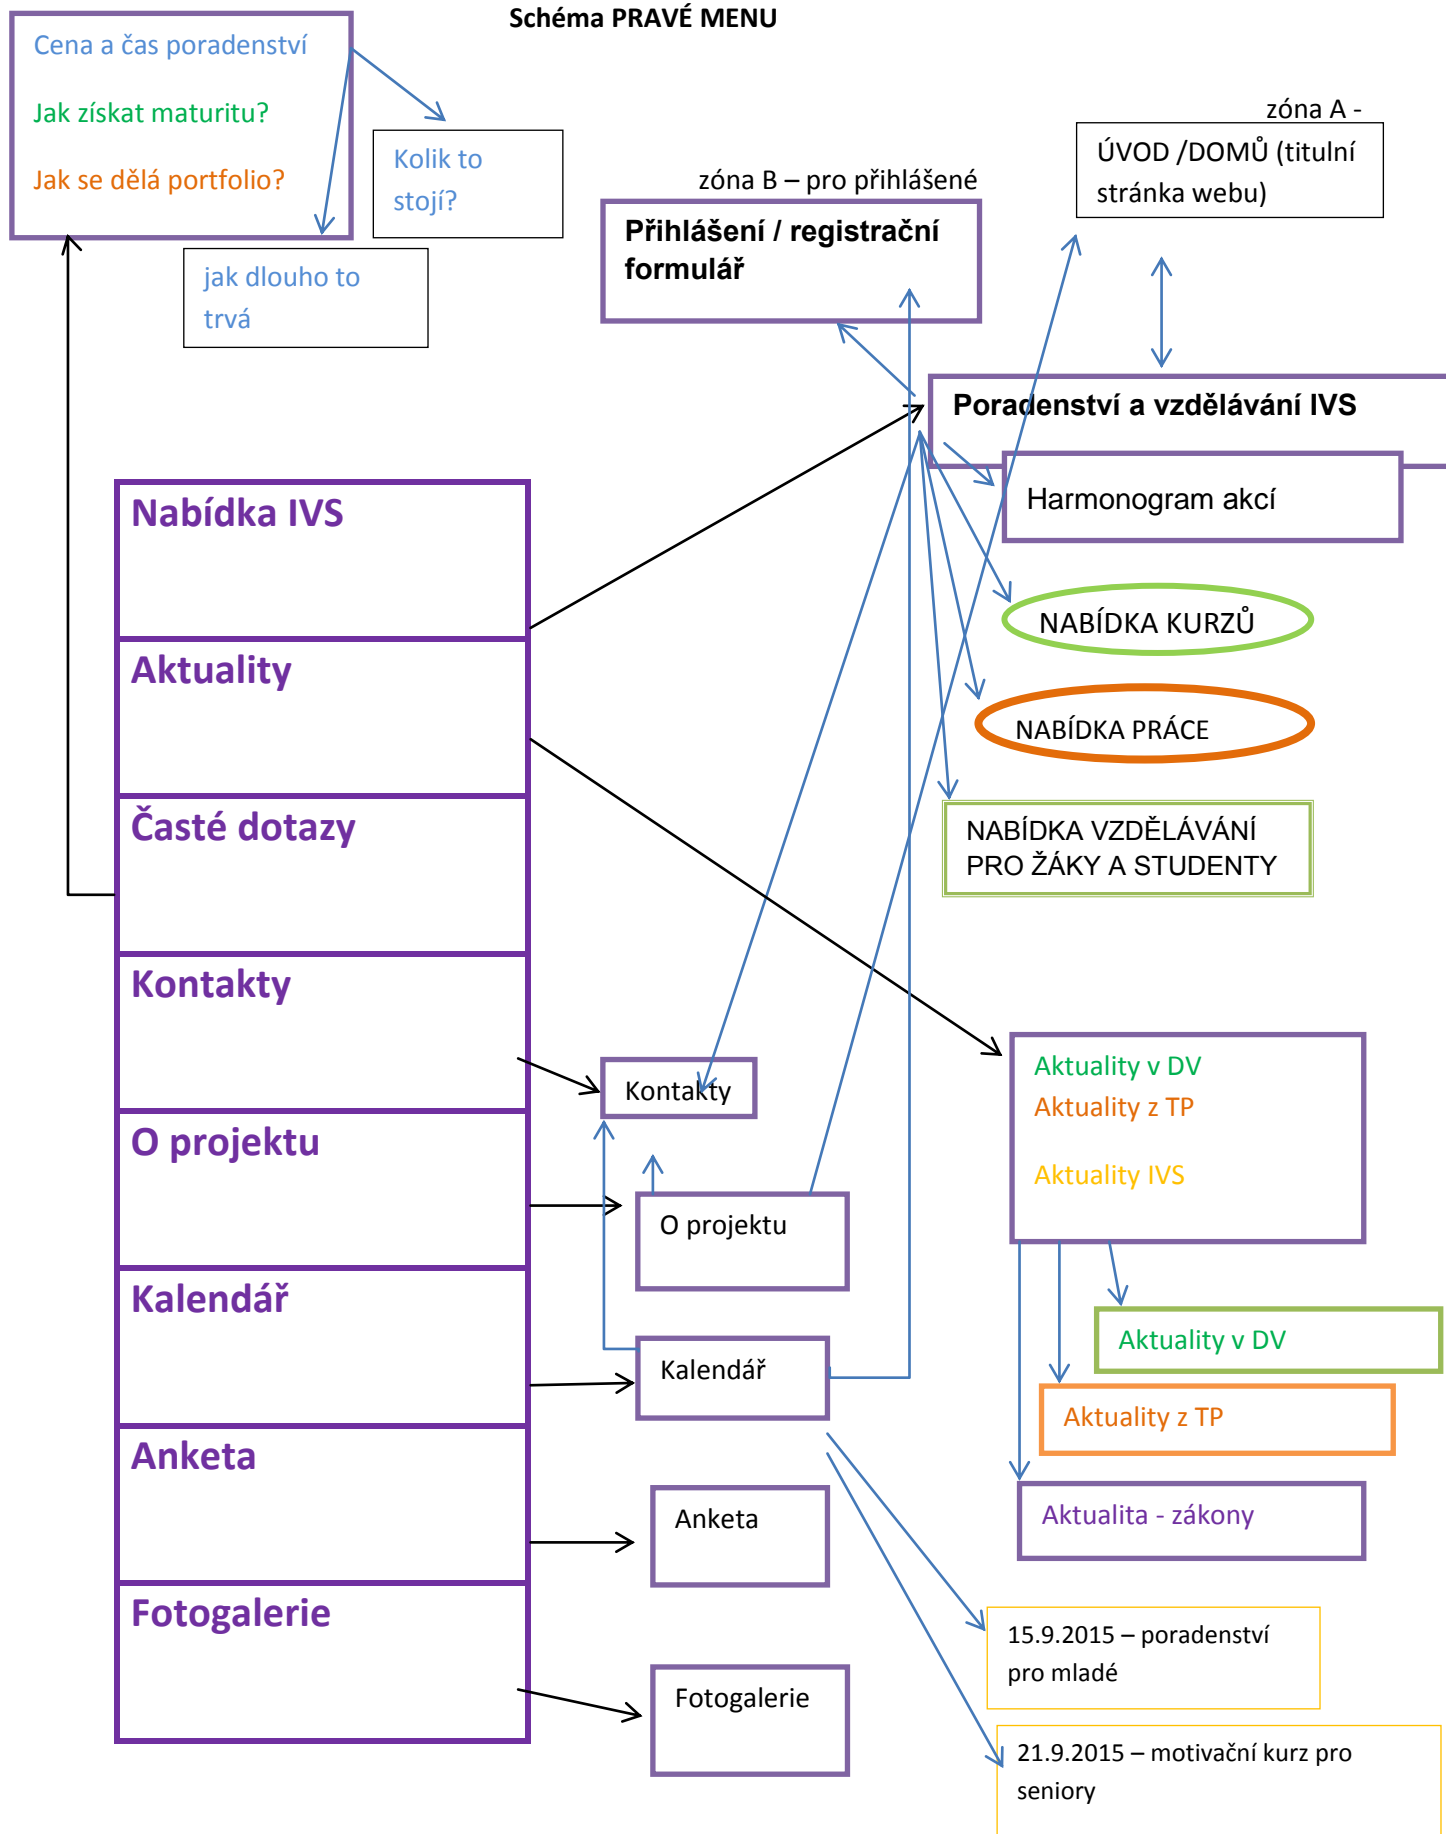 Schéma PRAVÉ MENU
Cena a čas poradenství
Jak získat maturitu?
Jak se dělá portfolio?
Kolik to
stojí?
jak dlouho to
trvá
zóna B – pro přihlášené
Přihlášení / registrační
formulář
zóna A -
ÚVOD /DOMŮ (titulní
stránka webu)
Poradenství a vzdělávání IVS
Harmonogram akcí
NABÍDKA KURZŮ
NABÍDKA PRÁCE
NABÍDKA VZDĚLÁVÁNÍ
PRO ŽÁKY A STUDENTY
Nabídka IVS
Aktuality
Časté dotazy
Kontakty
O projektu
Kalendář
Anketa
Fotogalerie
Kontakty
O projektu
Kalendář
Anketa
Fotogalerie
Aktuality v DV
Aktuality z TP
Aktuality IVS
Aktuality v DV
Aktuality z TP
Aktualita - zákony
15.9.2015 – poradenství
pro mladé
21.9.2015 – motivační kurz pro
seniory